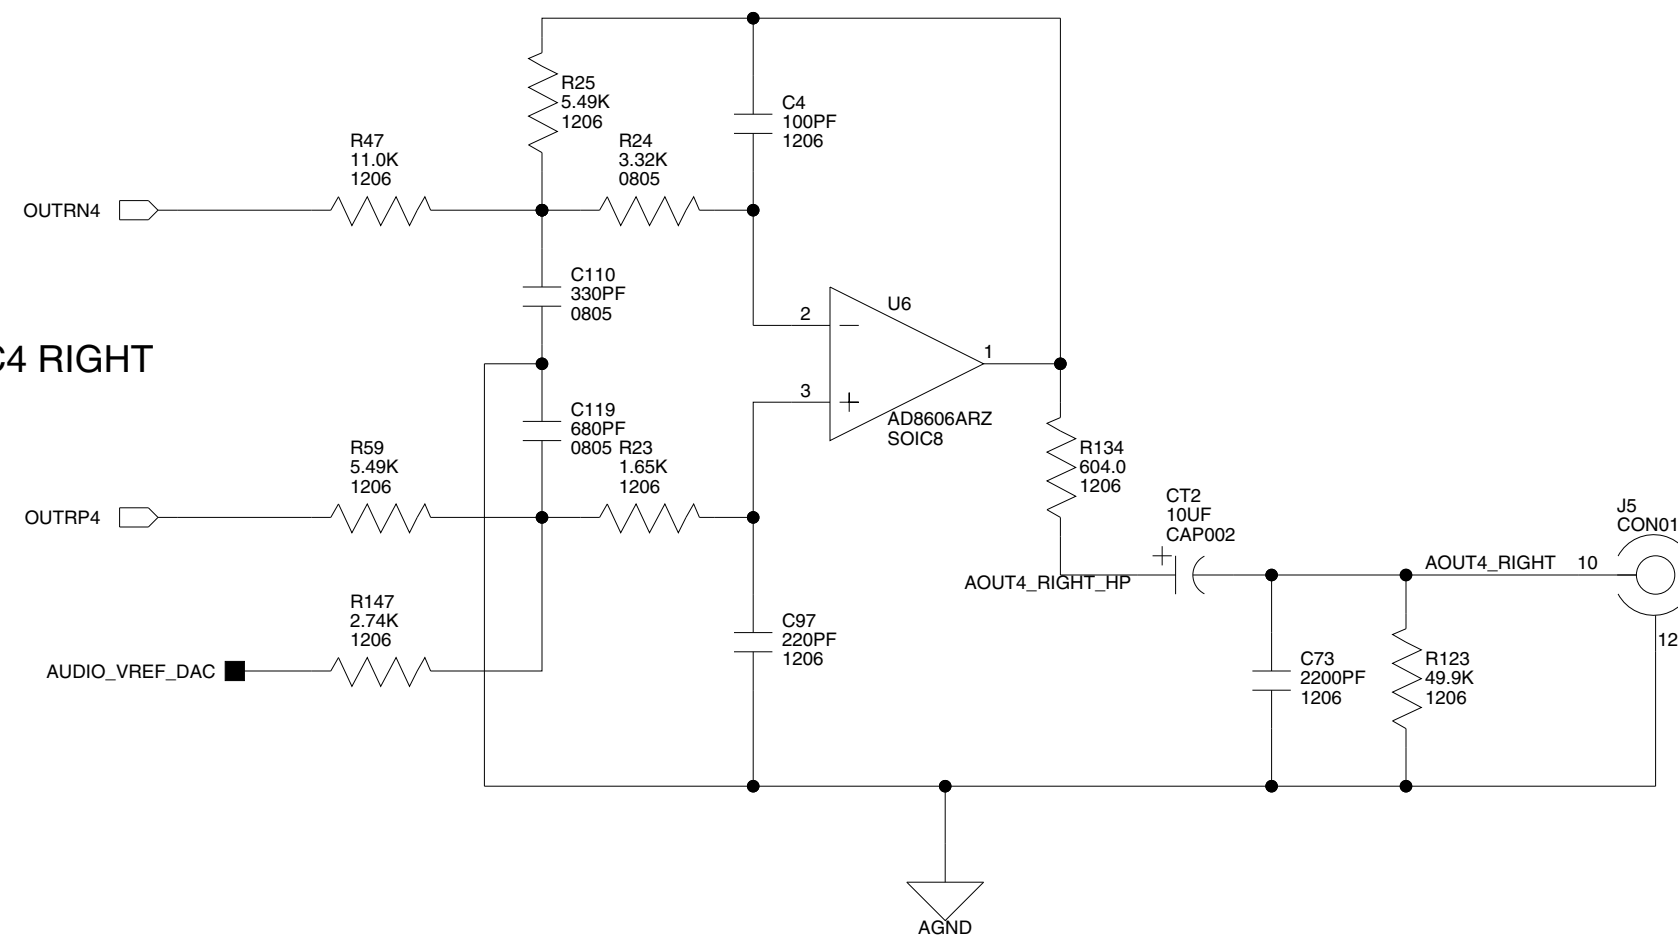 R25
5.49K
1206
C4
100PF
1206
R47
11.0K
1206
R24
3.32K
0805
OUTRN4
C110
330PF
0805
U6
2
1
C4 RIGHT
3
C119
680PF
0805
R23
1.65K
1206
AD8606ARZ
SOIC8
R59
5.49K
1206
R134
604.0
1206
OUTRP4
CT2
10UF
CAP002
J5
CON01
AOUT4_RIGHT_HP
AOUT4_RIGHT
10
R147
2.74K
1206
C97
220PF
1206
12
AUDIO_VREF_DAC
C73
2200PF
1206
R123
49.9K
1206
AGND